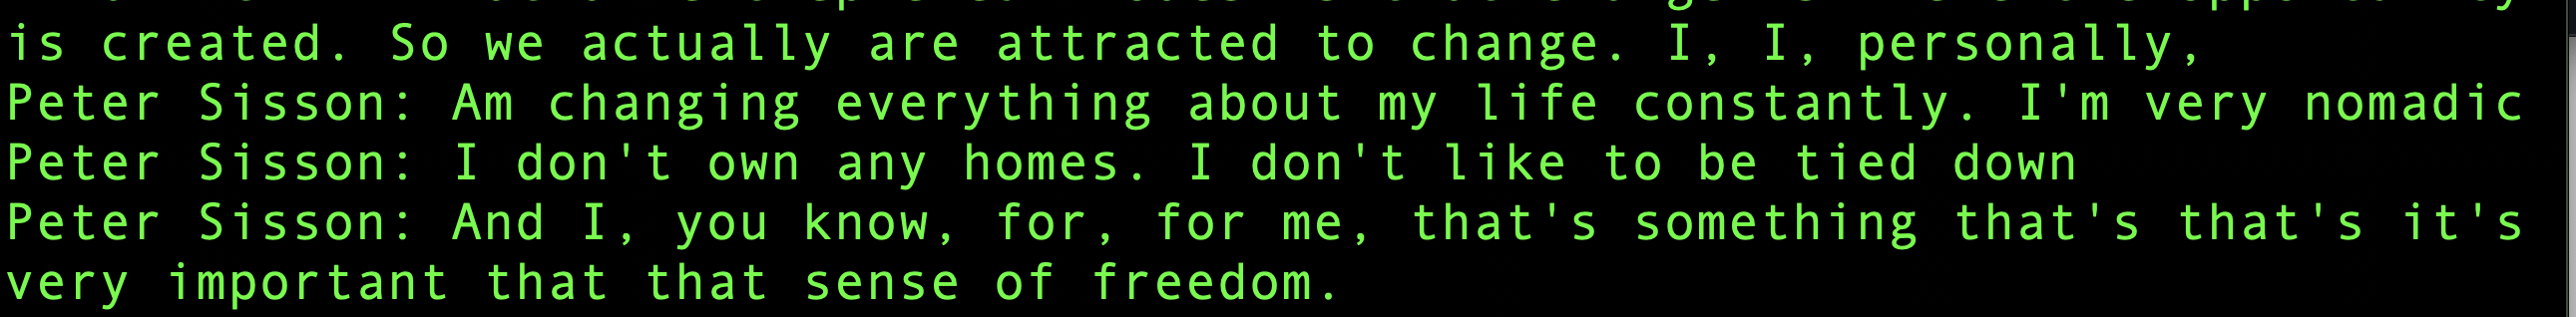 is created. So we actually are attracted to change. I, I, personally,
Peter Sisson: Am changing everything about my life constantly. I'm very nomadic
Peter Sisson: I don't own any homes. I don't like to be tied down
Peter Sisson: And I, you know, for, for me, that's something that's that's it's
very important that that sense of freedom.